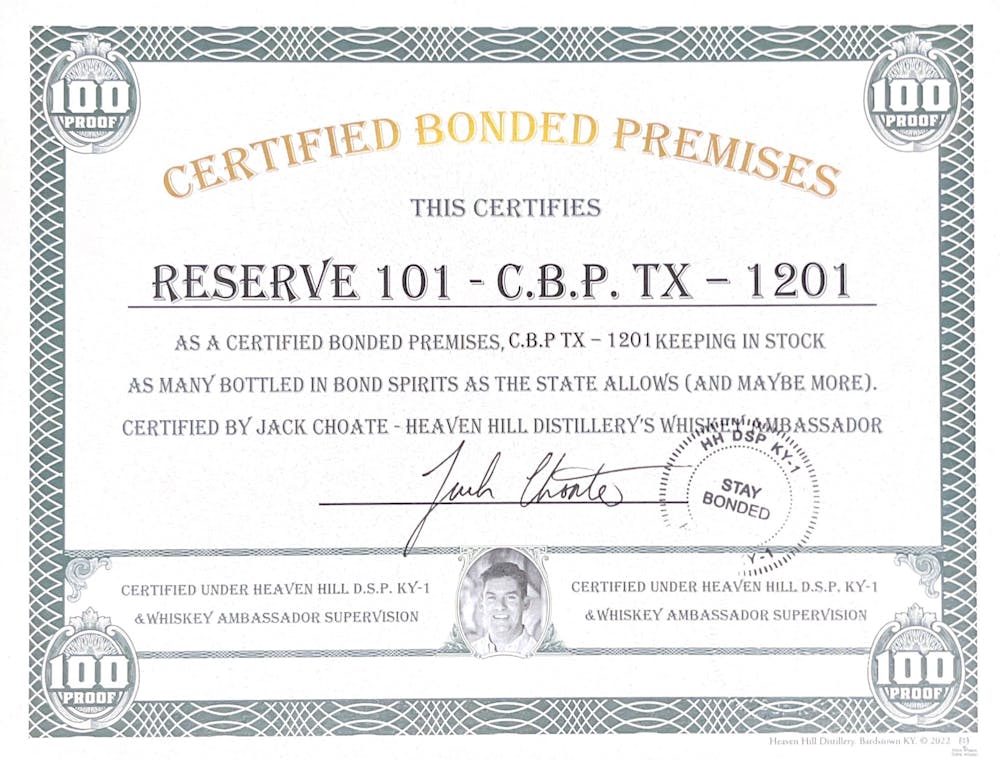 100
PROOF
100
PROOF
CERTIFIED BONDED PREMISES
THIS CERTIFIES
RESERVE 101 - C.B.P. TX – 1201
AS A CERTIFIED BONDED PREMISES, C.B.P TX – 1201 KEEPING IN STOCK
AS MANY BOTTLED IN BOND SPIRITS AS THE STATE ALLOWS (AND MAYBE MORE).
CERTIFIED BY JACK CHOATE - HEAVEN HILL DISTILLERY'S WHISKEY AMBASSADOR
HH DSP KY-1
STAY
BONDED
Y-1
Jack Choate
CERTIFIED UNDER HEAVEN HILL D.S.P. KY-1
& WHISKEY AMBASSADOR SUPERVISION
CERTIFIED UNDER HEAVEN HILL D.S.P. KY-1
& WHISKEY AMBASSADOR SUPERVISION
100
PROOF
100
PROOF
Heaven Hill Distillery. Bardstown KY. © 2022